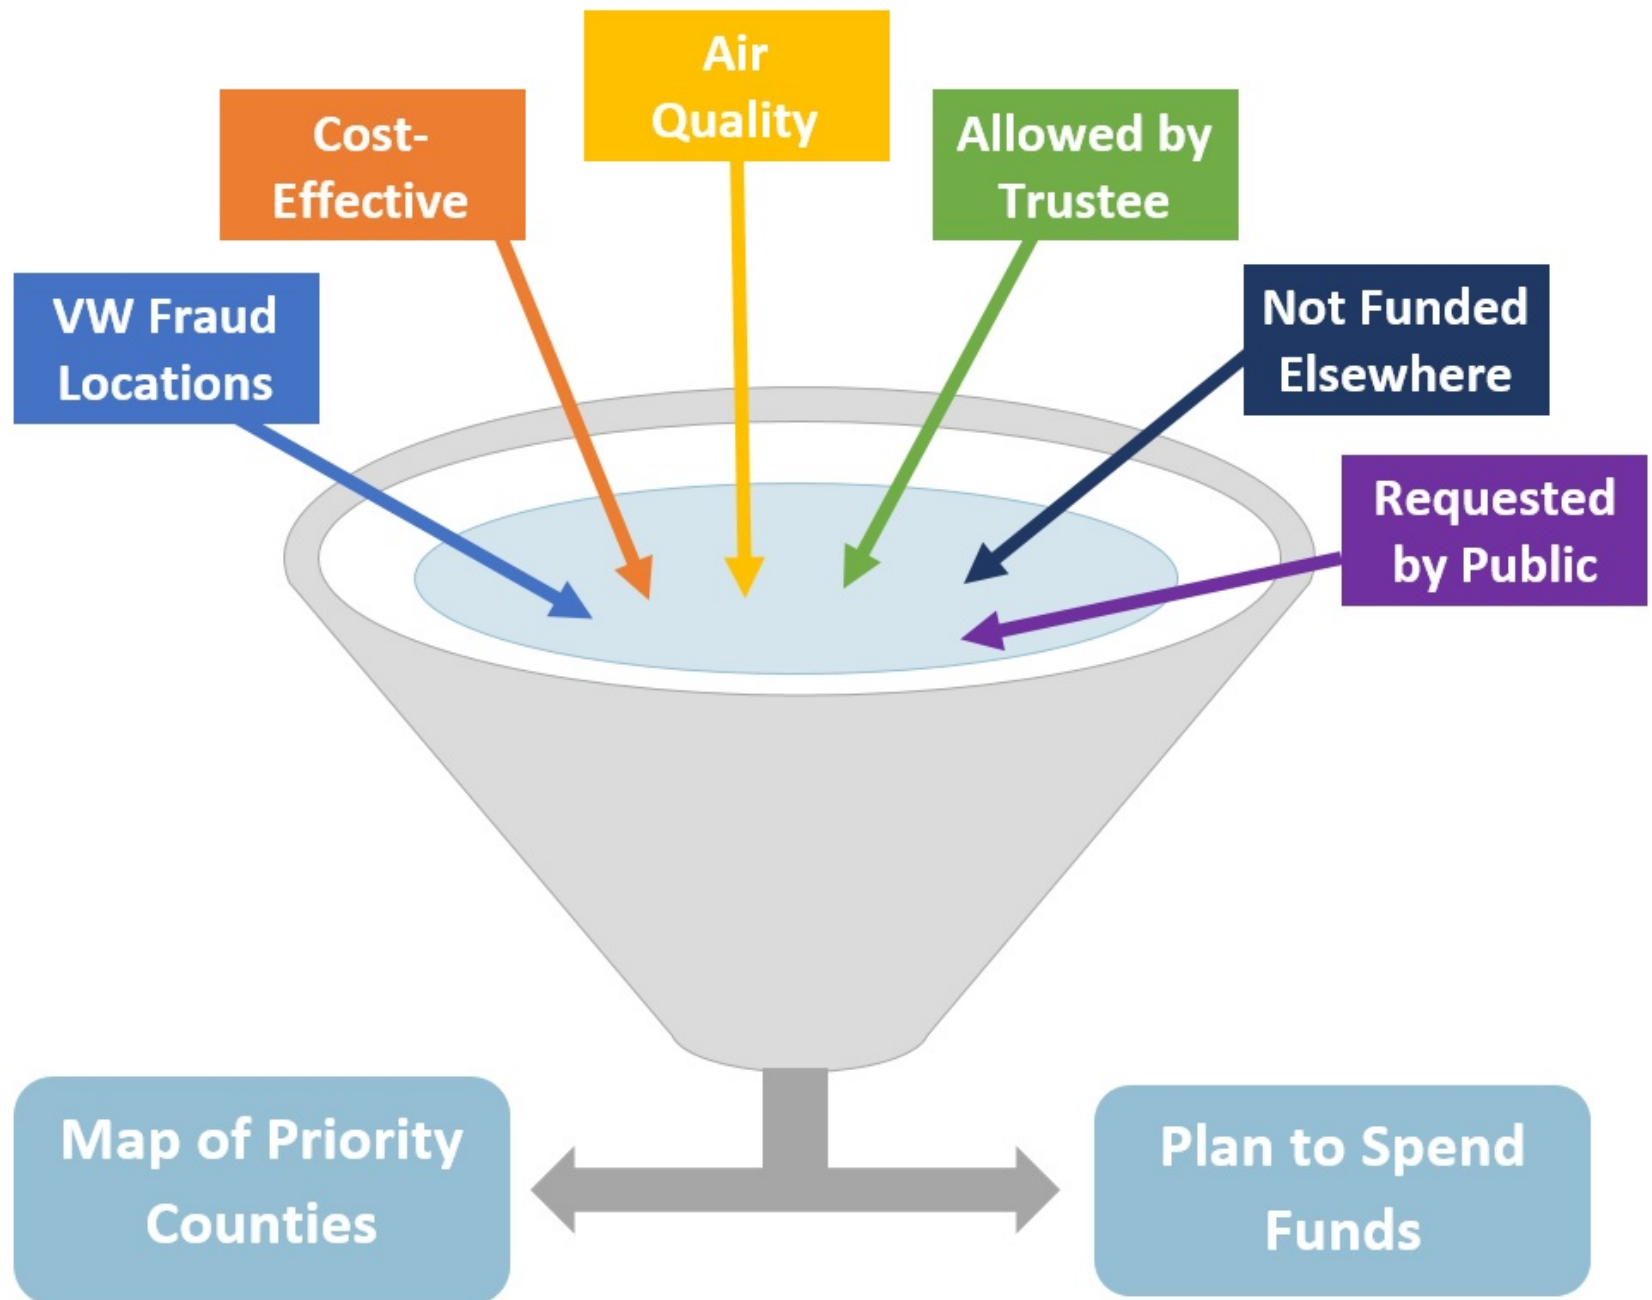 Air
Quality
Cost-
Effective
Allowed by
Trustee
VW Fraud
Locations
Not Funded
Elsewhere
Requested
by Public
Map of Priority
Counties
Plan to Spend
Funds